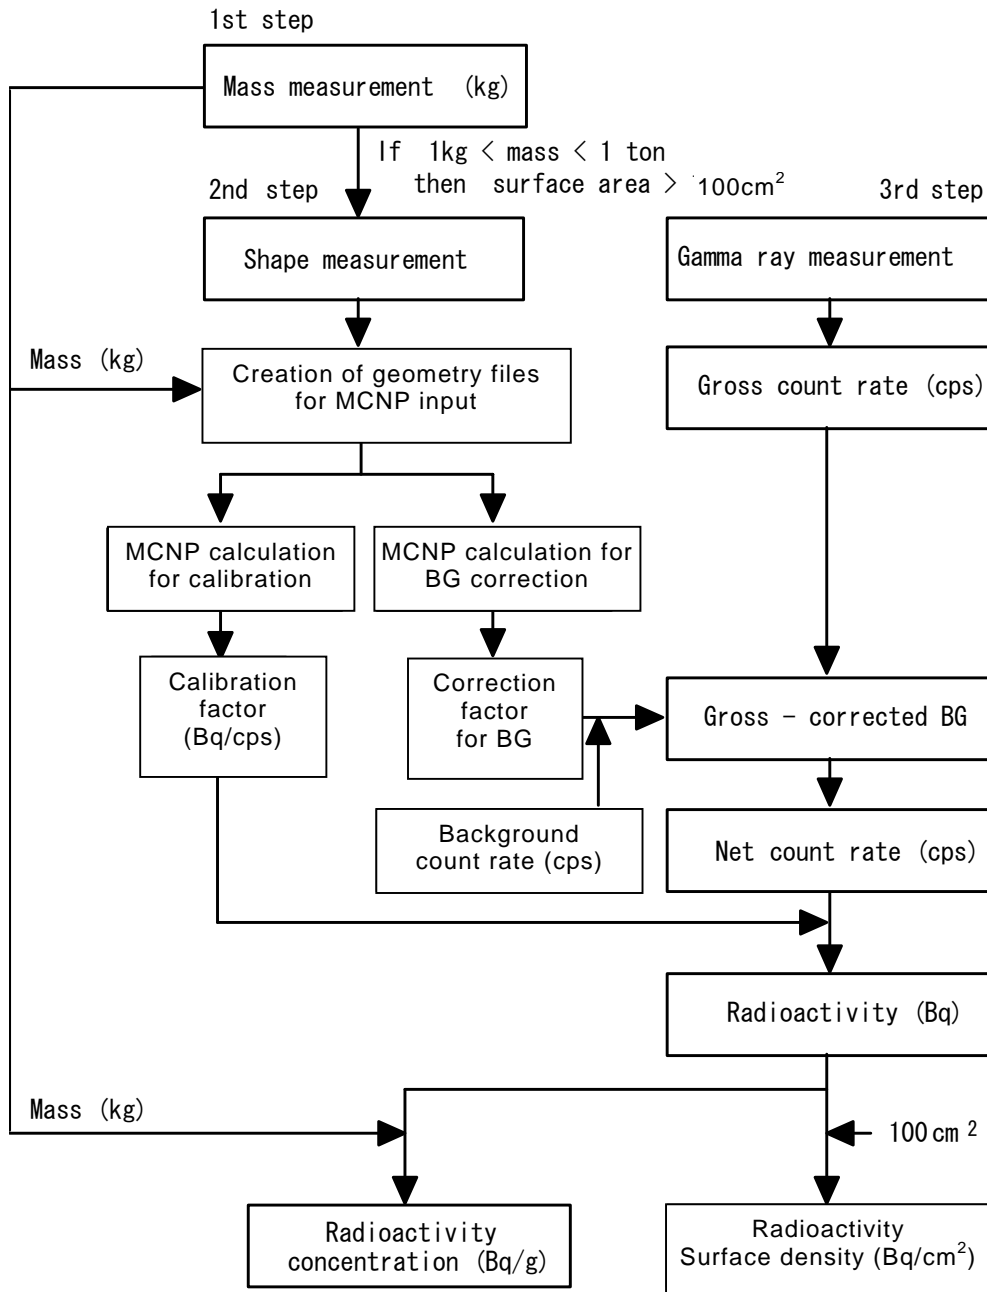 1st step
Mass measurement (kg)
If 1kg < mass < 1 ton
then surface area > 100cm²
2nd step
3rd step
Shape measurement
Gamma ray measurement
Mass (kg)
Creation of geometry files
for MCNP input
Gross count rate (cps)
MCNP calculation
for calibration
MCNP calculation for
BG correction
Calibration
factor
(Bq/cps)
Correction
factor
for BG
Gross - corrected BG
Background
count rate (cps)
Net count rate (cps)
Radioactivity (Bq)
Mass (kg)
100 cm ²
Radioactivity
concentration (Bq/g)
Radioactivity
Surface density (Bq/cm²)